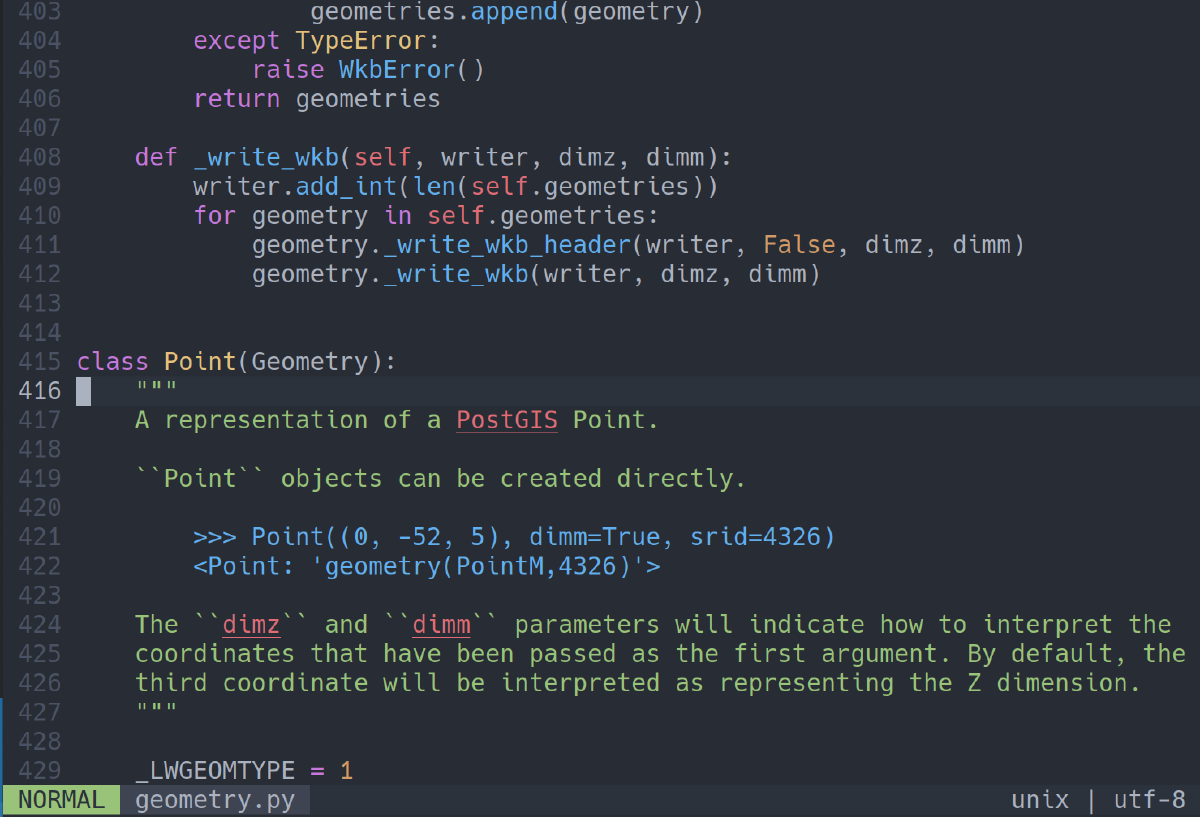 403                 geometries.append(geometry)
404         except TypeError:
405             raise WkbError()
406         return geometries
407
408     def _write_wkb(self, writer, dimz, dimm):
409         writer.add_int(len(self.geometries))
410         for geometry in self.geometries:
411             geometry._write_wkb_header(writer, False, dimz, dimm)
412             geometry._write_wkb(writer, dimz, dimm)
413
414
415 class Point(Geometry):
416     """
417     A representation of a PostGIS Point.
418
419     ``Point`` objects can be created directly.
420
421         >>> Point((0, -52, 5), dimm=True, srid=4326)
422         <Point: 'geometry(PointM,4326)'>
423
424     The ``dimz`` and ``dimm`` parameters will indicate how to interpret the
425     coordinates that have been passed as the first argument. By default, the
426     third coordinate will be interpreted as representing the Z dimension.
427     """
428
429     _LWGEOMTYPE = 1
NORMAL geometry.py unix | utf-8